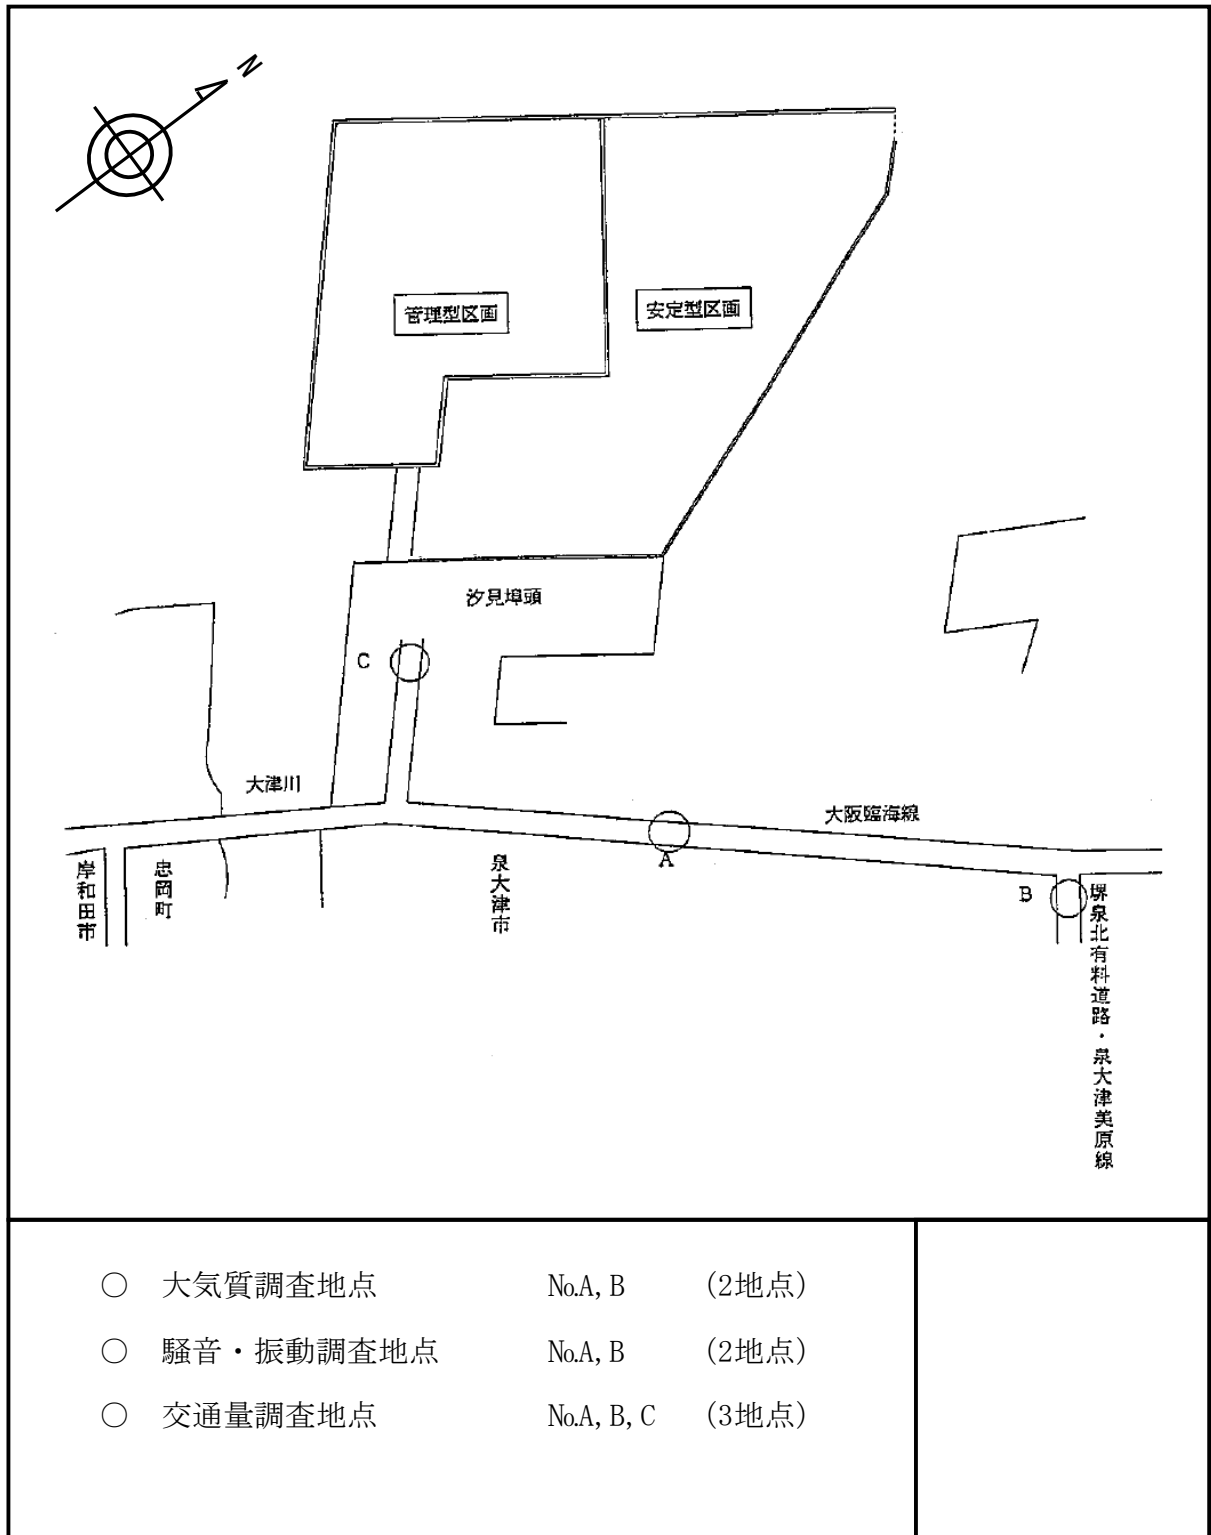 N
管理型区画
安定型区画
汐見埠頭
C
大津川
大阪臨海線
A
B
岸和田市
忠岡町
泉大津市
堺泉北有料道路・泉大津美原線
○ 大気質調査地点 №A, B (2地点)
○ 騒音・振動調査地点 №A, B (2地点)
○ 交通量調査地点 №A, B, C (3地点)